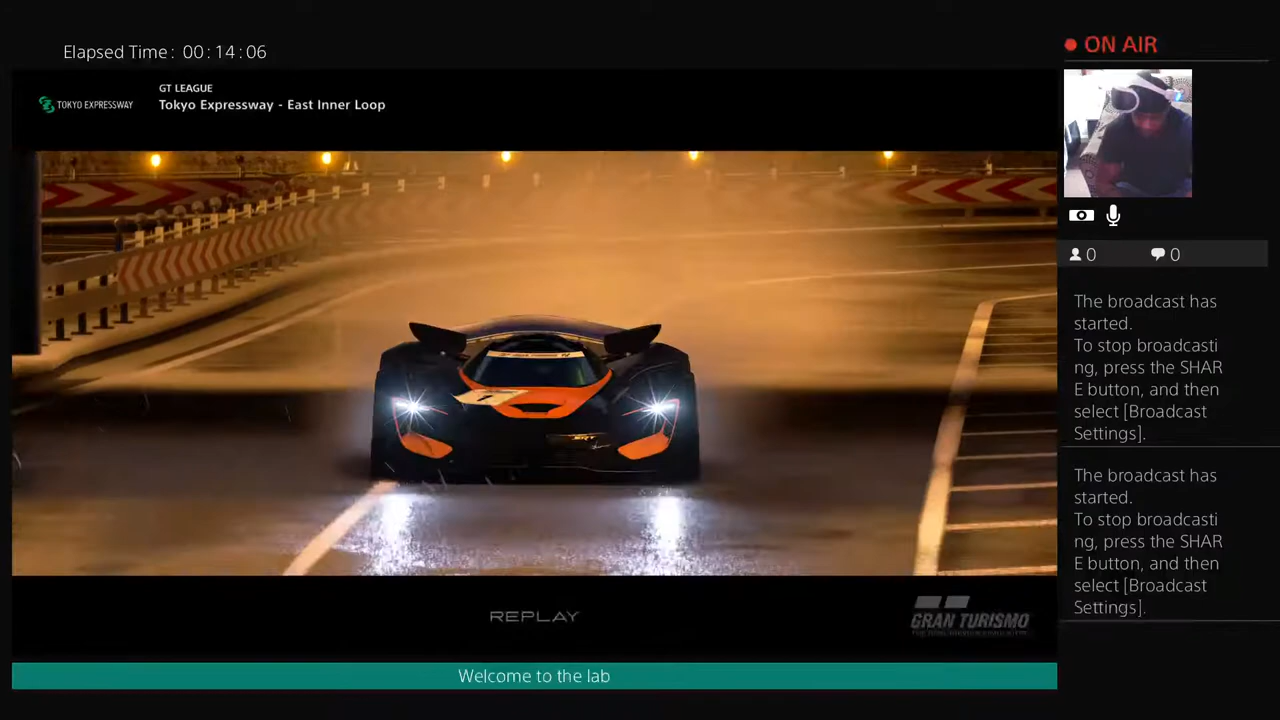 Elapsed Time: 00:14:06
ON AIR
TOKYO EXPRESSWAY
GT LEAGUE
Tokyo Expressway - East Inner Loop
0
0
The broadcast has
started.
To stop broadcasti
ng, press the SHAR
E button, and then
select [Broadcast
Settings].
The broadcast has
started.
To stop broadcasti
ng, press the SHAR
E button, and then
select [Broadcast
Settings].
1
REPLAY
GRAN TURISMO
Welcome to the lab